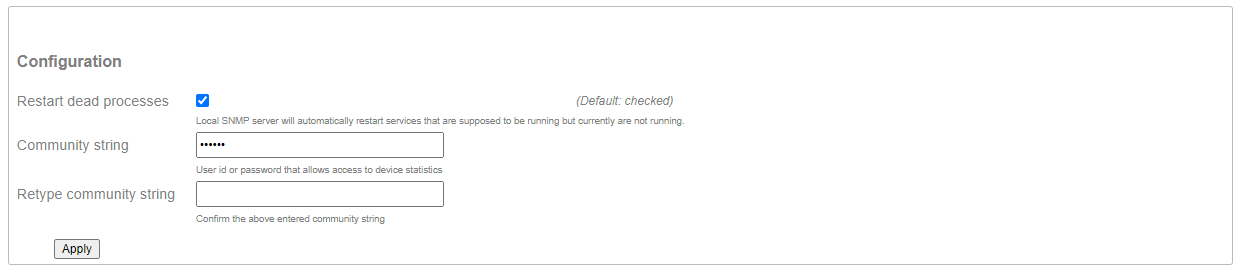 Configuration
Restart dead processes (Default: checked)
Local SNMP server will automatically restart services that are supposed to be running but currently are not running.
Community string ••••••
User id or password that allows access to device statistics
Retype community string
Confirm the above entered community string
Apply